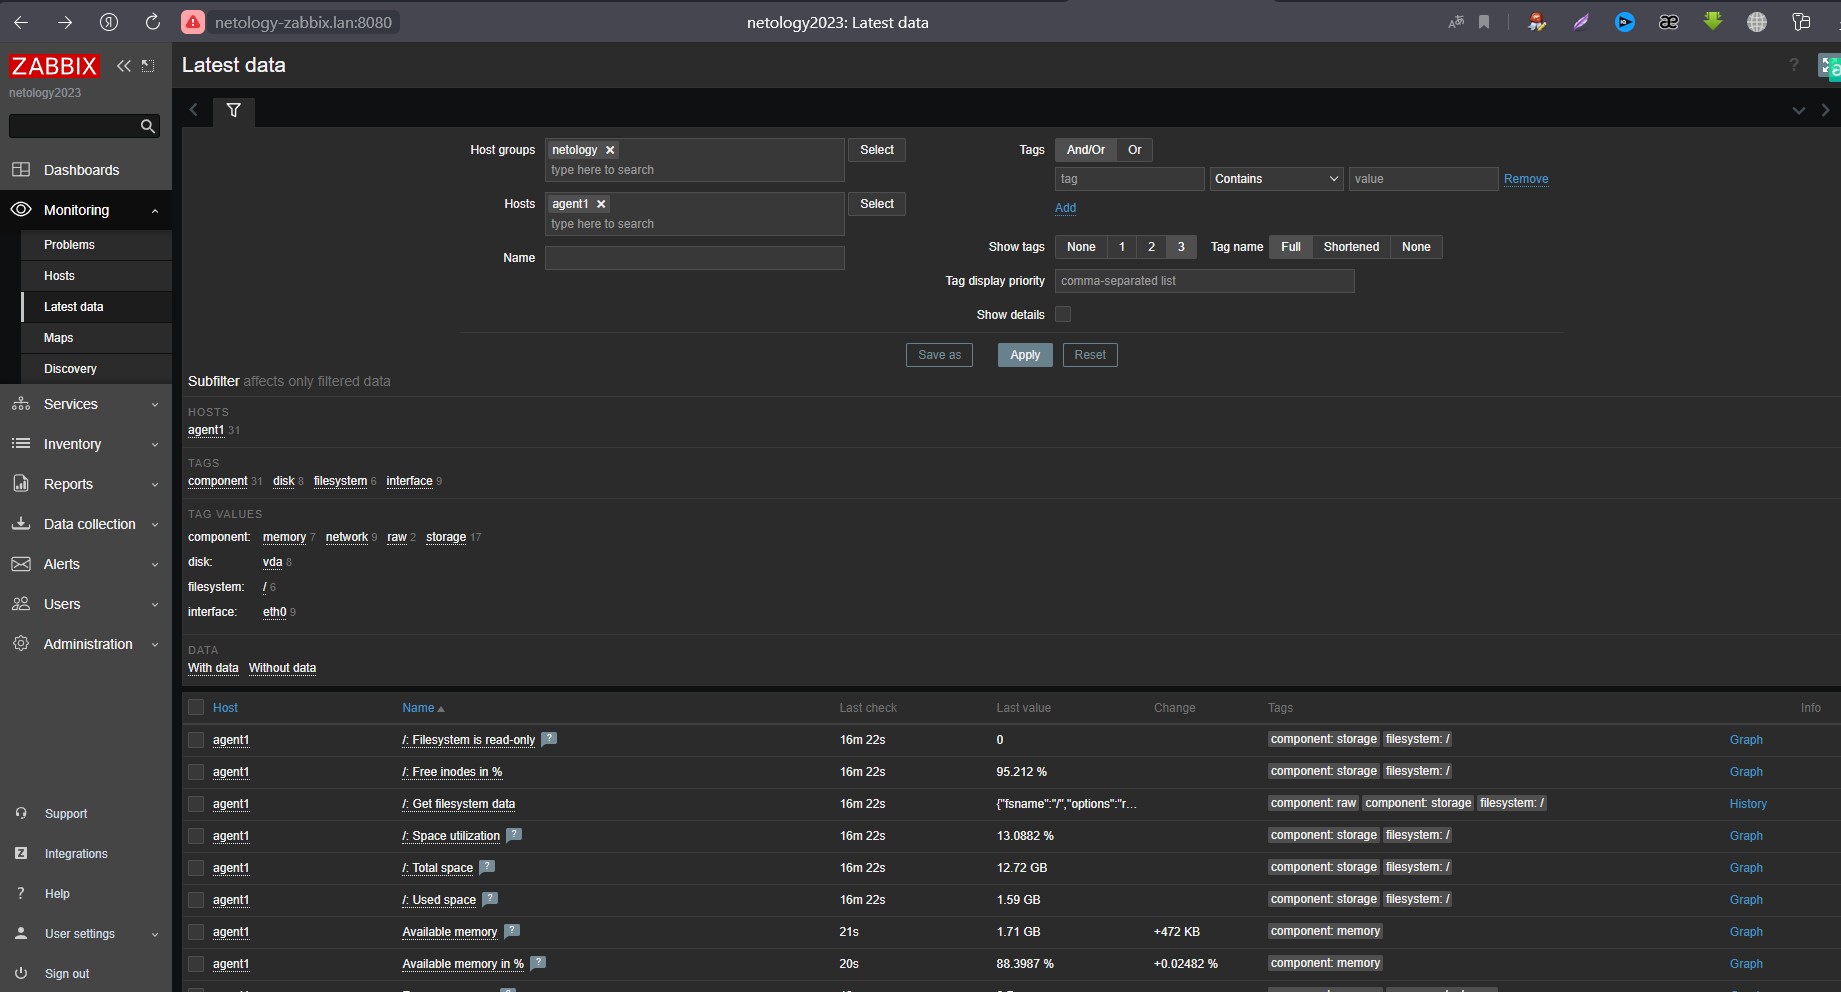 netology-zabbix.lan:8080
netology2023: Latest data
ZABBIX
netology2023
Dashboards
Monitoring
Problems
Hosts
Latest data
Maps
Discovery
Services
Inventory
Reports
Data collection
Alerts
Users
Administration
Support
Integrations
Help
User settings
Sign out
Latest data
Host groups netology type here to search Select
Hosts agent1 type here to search Select
Name
Tags And/Or Or
tag Contains value Remove
Add
Show tags None 1 2 3 Tag name Full Shortened None
Tag display priority comma-separated list
Show details
Save as Apply Reset
Subfilter affects only filtered data
HOSTS
agent1 31
TAGS
component 31 disk 8 filesystem 6 interface 9
TAG VALUES
component: memory 7 network 9 raw 2 storage 17
disk: vda 8
filesystem: / 6
interface: eth0 9
DATA
With data Without data
Host Name Last check Last value Change Tags Info
agent1 /: Filesystem is read-only ? 16m 22s 0 component: storage filesystem: / Graph
agent1 /: Free inodes in % 16m 22s 95.212 % component: storage filesystem: / Graph
agent1 /: Get filesystem data 16m 22s {"fsname":"/","options":"r... component: raw component: storage filesystem: / History
agent1 /: Space utilization ? 16m 22s 13.0882 % component: storage filesystem: / Graph
agent1 /: Total space ? 16m 22s 12.72 GB component: storage filesystem: / Graph
agent1 /: Used space ? 16m 22s 1.59 GB component: storage filesystem: / Graph
agent1 Available memory ? 21s 1.71 GB +472 KB component: memory Graph
agent1 Available memory in % ? 20s 88.3987 % +0.02482 % component: memory Graph